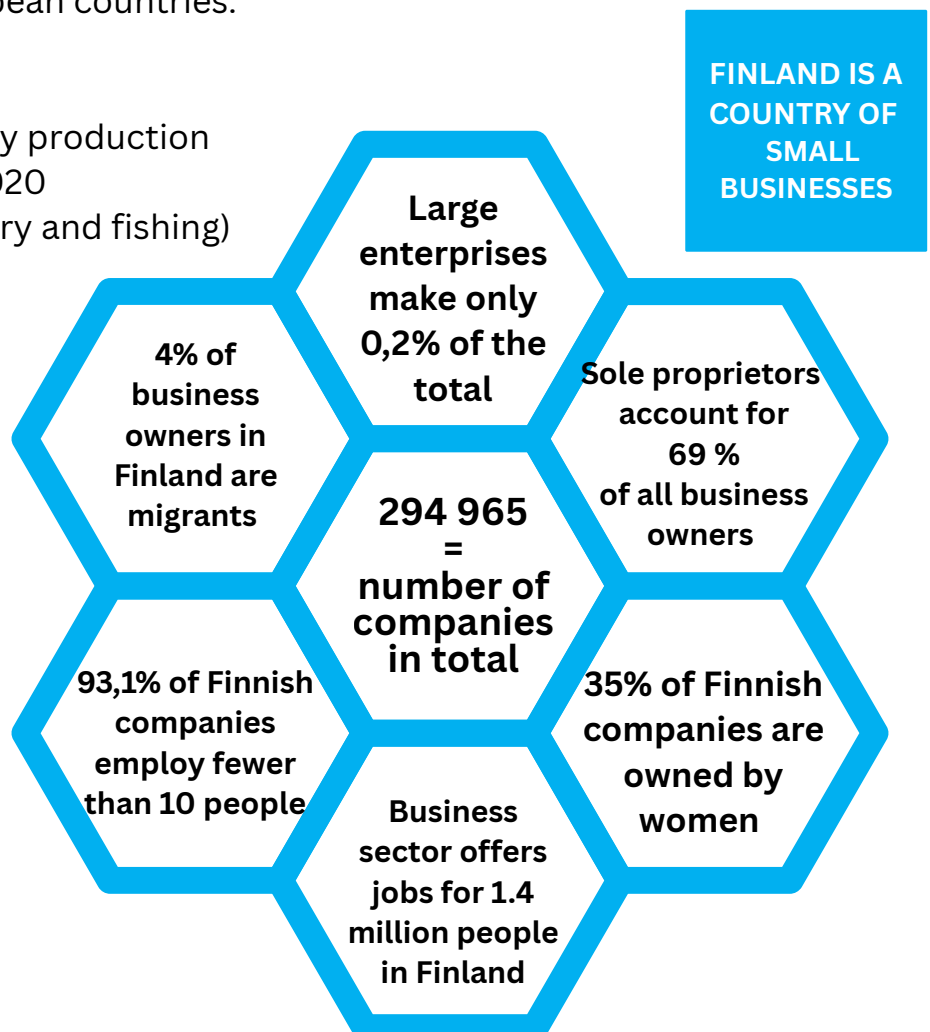 countries.
FINLAND IS A
COUNTRY OF
SMALL
BUSINESSES
production
ry and fishing)
Large
enterprises
make only
0,2% of the
total
4% of
business
owners in
Finland are
migrants
Sole proprietors
account for
69 %
of all business
owners
294 965
=
number of
companies
in total
93,1% of Finnish
companies
employ fewer
than 10 people
35% of Finnish
companies are
owned by
women
Business
sector offers
jobs for 1.4
million people
in Finland